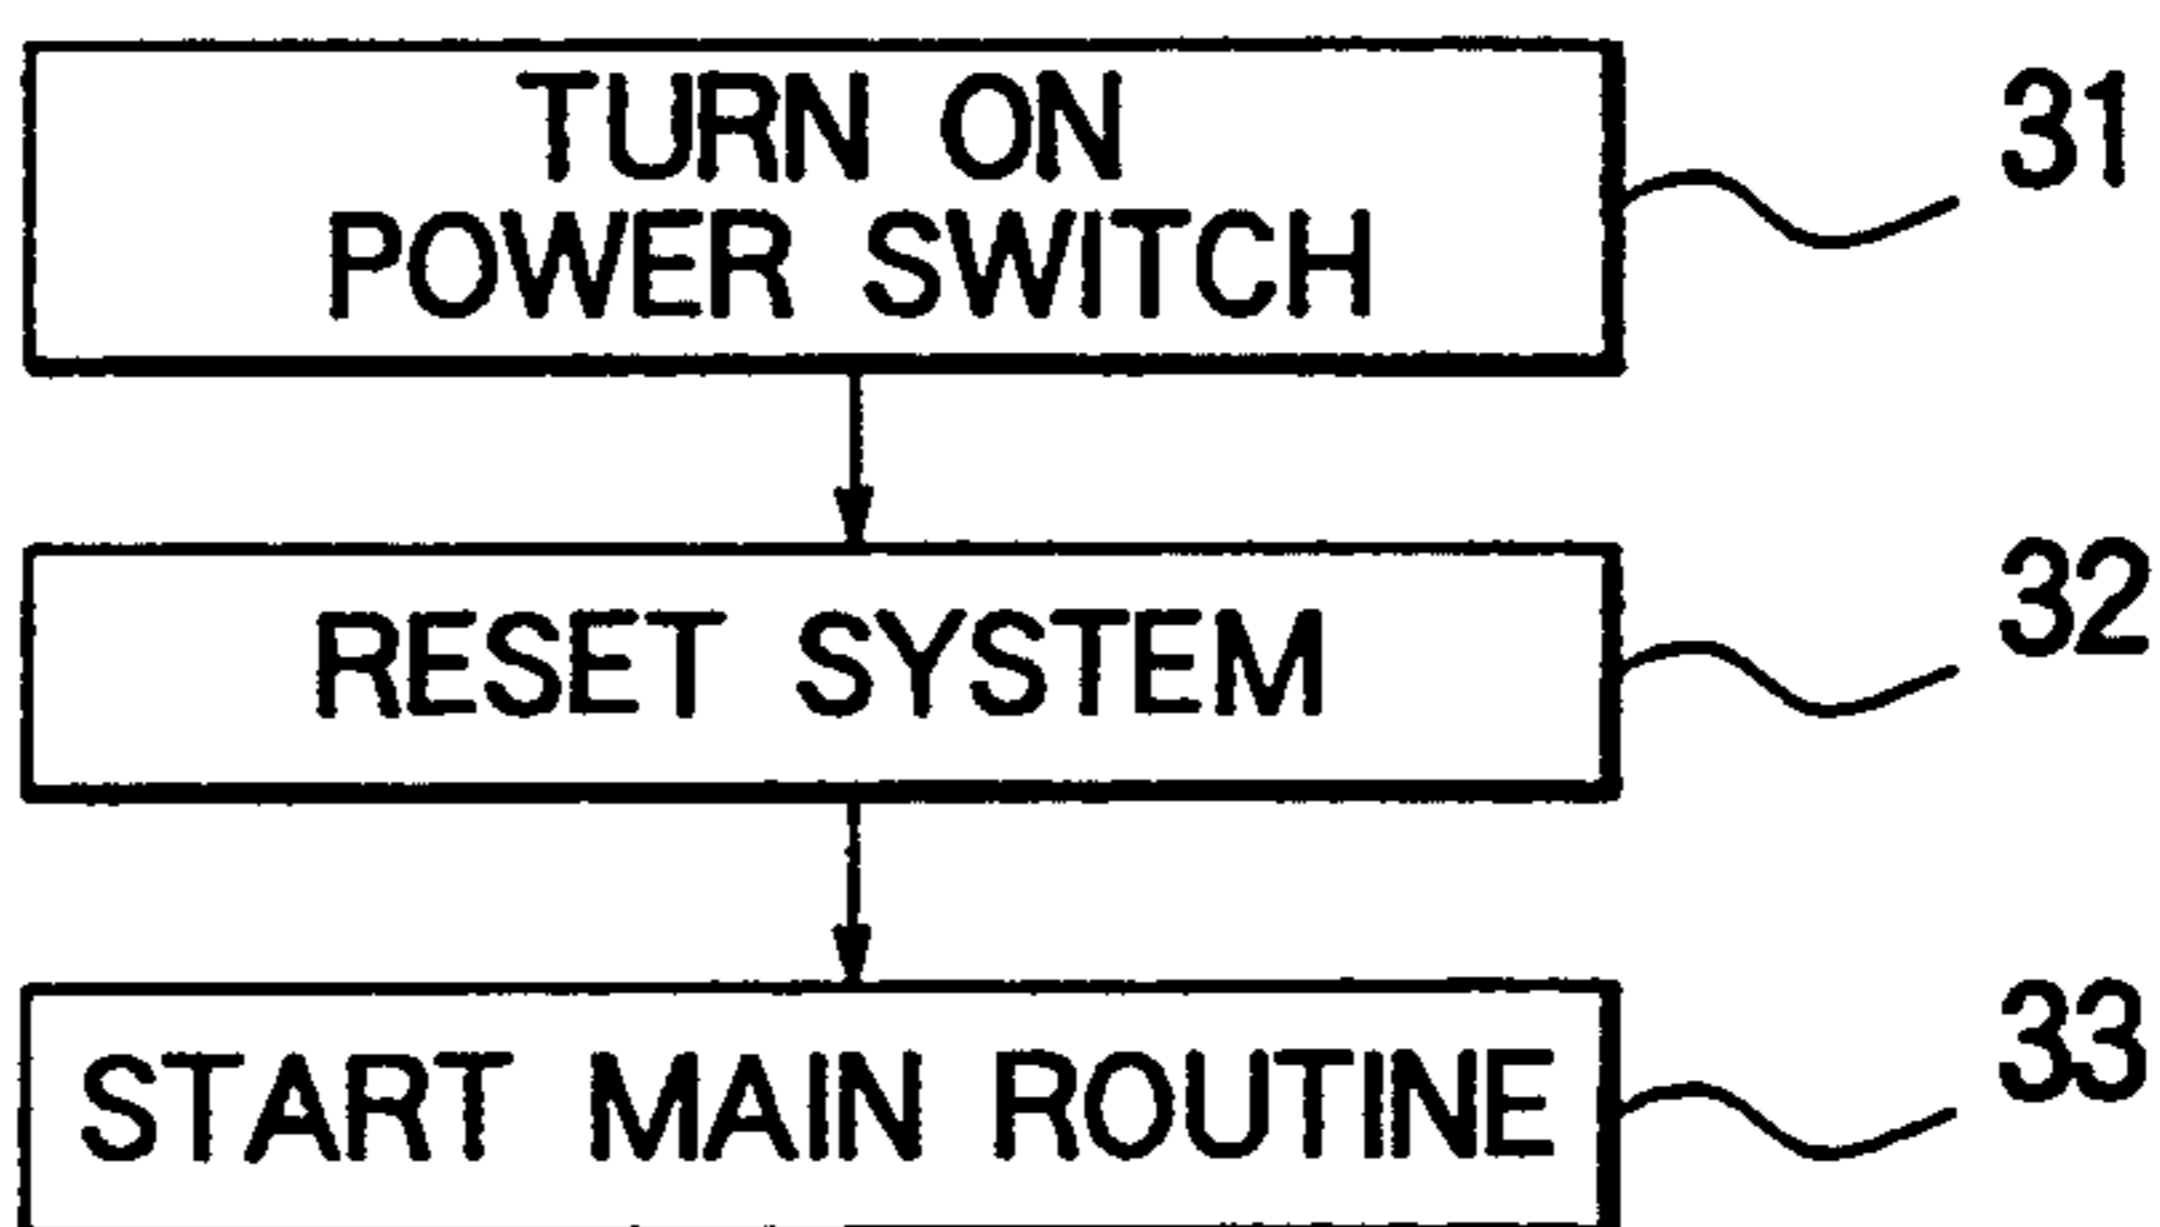 TURN ON
POWER SWITCH
31
RESET SYSTEM
32
START MAIN ROUTINE
33